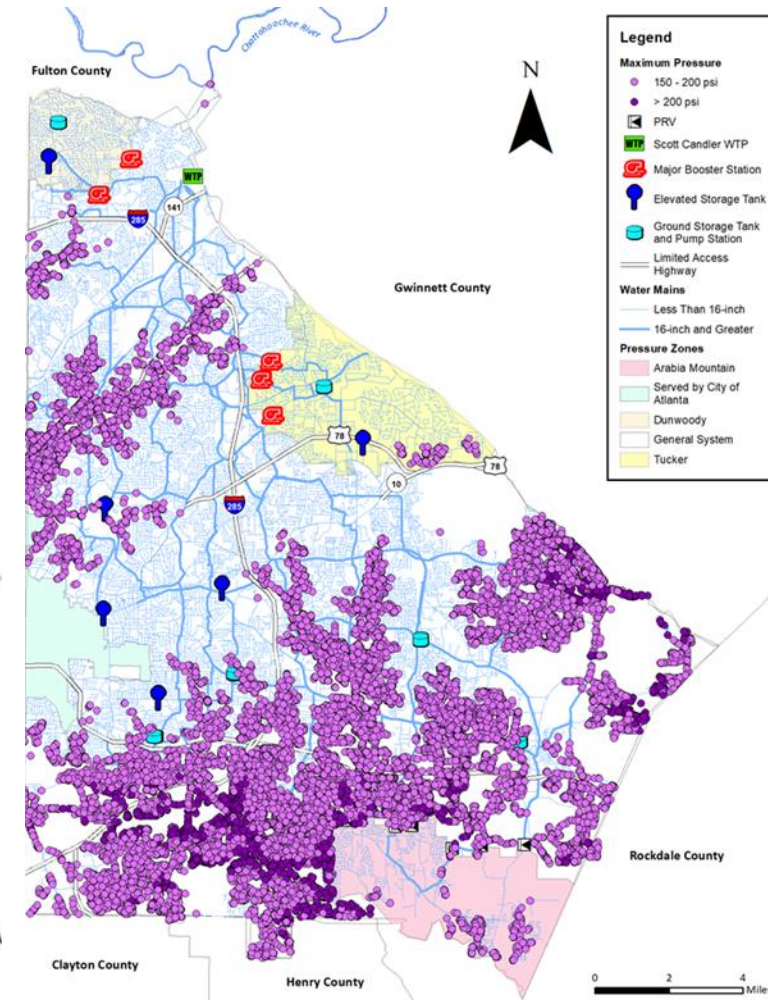 Chattahoochee River
Fulton County
N
Legend
Maximum Pressure
150 - 200 psi
> 200 psi
PRV
WTP
Scott Candler WTP
Major Booster Station
Elevated Storage Tank
Ground Storage Tank
and Pump Station
Limited Access
Highway
Water Mains
Less Than 16-inch
16-inch and Greater
Pressure Zones
Arabia Mountain
Served by City of
Atlanta
Dunwoody
General System
Tucker
WTP
141
285
Gwinnett County
78
78
10
285
Rockdale County
Clayton County
Henry County
0 2 4
Miles